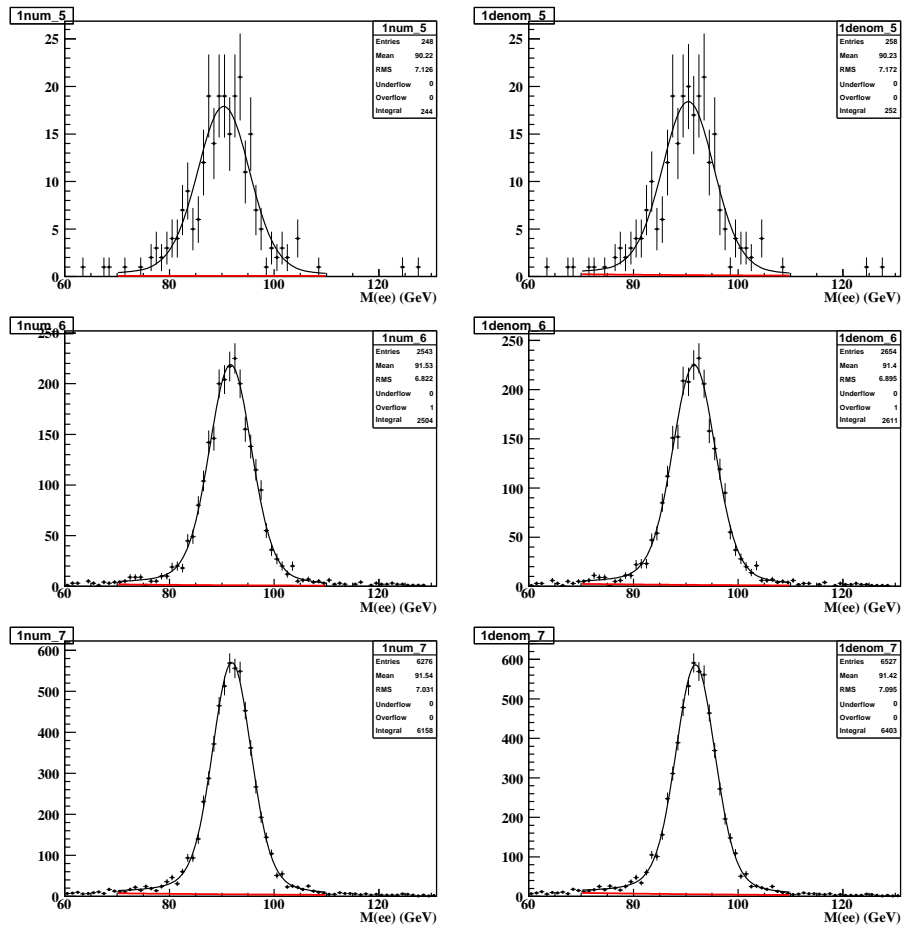 1num_5
1num_5
Entries 248
Mean 90.22
RMS 7.126
Underflow 0
Overflow 0
Integral 244
25
20
15
10
5
0
60 80 100 120
M(ee) (GeV)
1denom_5
1denom_5
Entries 258
Mean 90.23
RMS 7.172
Underflow 0
Overflow 0
Integral 252
25
20
15
10
5
0
60 80 100 120
M(ee) (GeV)
1num_6
1num_6
Entries 2543
Mean 91.53
RMS 6.822
Underflow 0
Overflow 1
Integral 2504
250
200
150
100
50
0
60 80 100 120
M(ee) (GeV)
1denom_6
1denom_6
Entries 2654
Mean 91.4
RMS 6.895
Underflow 0
Overflow 1
Integral 2611
250
200
150
100
50
0
60 80 100 120
M(ee) (GeV)
1num_7
1num_7
Entries 6276
Mean 91.54
RMS 7.031
Underflow 0
Overflow 0
Integral 6158
600
500
400
300
200
100
0
60 80 100 120
M(ee) (GeV)
1denom_7
1denom_7
Entries 6527
Mean 91.42
RMS 7.095
Underflow 0
Overflow 0
Integral 6403
600
500
400
300
200
100
0
60 80 100 120
M(ee) (GeV)